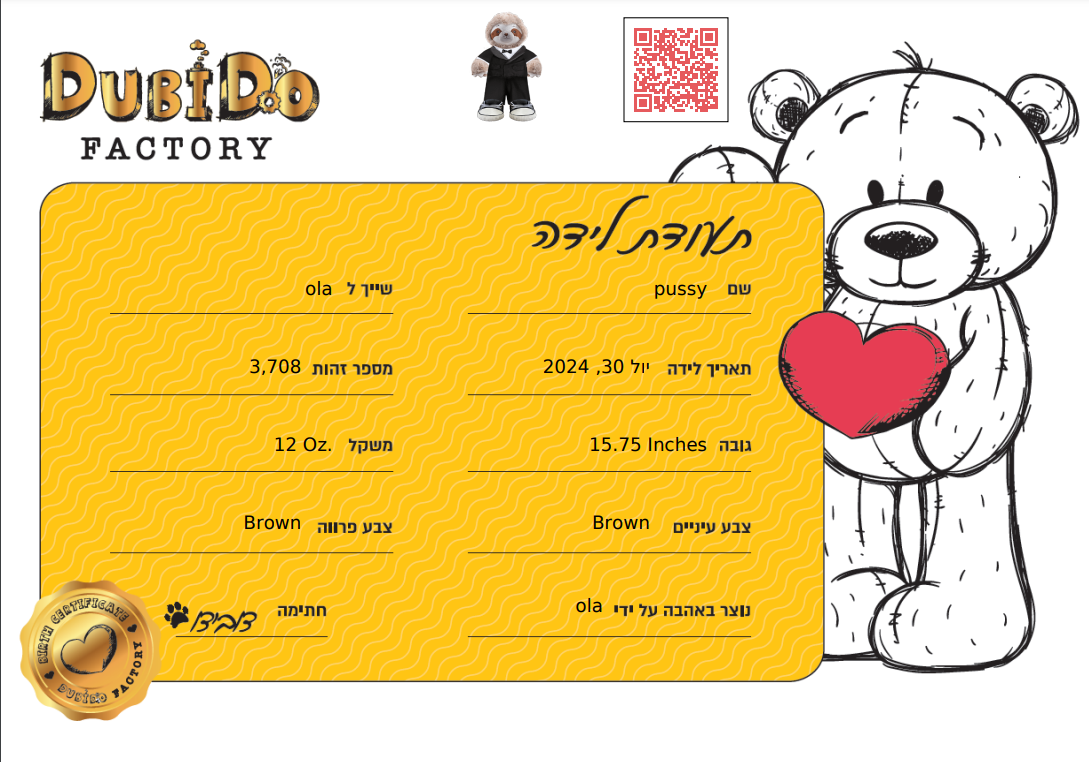 DUBIDO
FACTORY
תעודת לידה
שם pussy
שייך ל ola
תאריך לידה יול 30, 2024
מספר זהות 3,708
גובה 15.75 Inches
משקל 12 Oz.
צבע עיניים Brown
צבע פרווה Brown
נוצר באהבה על ידי ola
חתימה דובידו
BIRTH CERTIFICATE
DUBIDO FACTORY